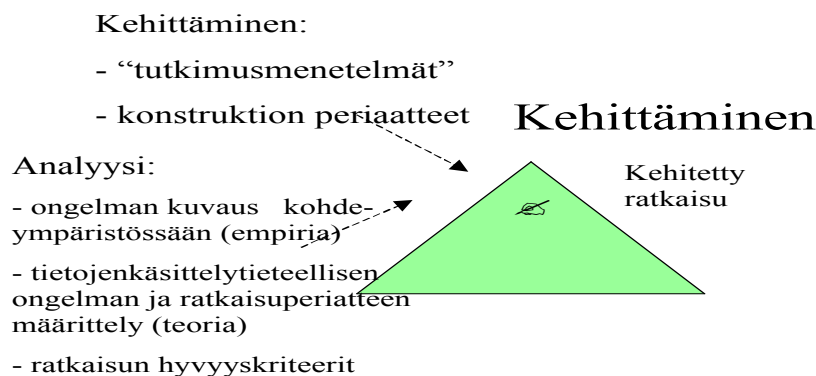 Kehittäminen:
- “tutkimusmenetelmät”
- konstruktion periaatteet
Kehittäminen
Analyysi:
- ongelman kuvaus kohde-
ympäristössään (empiria)
- tietojenkäsittelytieteellisen
ongelman ja ratkaisuperiatteen
määrittely (teoria)
- ratkaisun hyvyyskriteerit
Kehitetty
ratkaisu